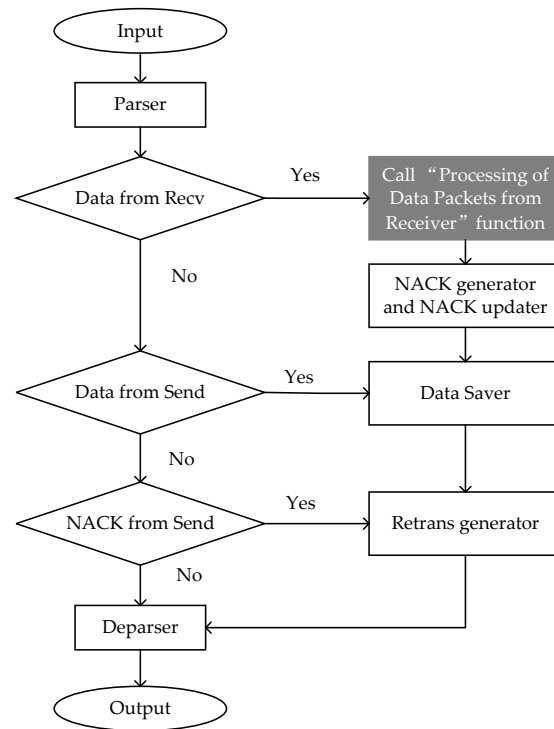 Input
Parser
Data from Recv
Yes
Call “Processing of
Data Packets from
Receiver” function
No
NACK generator
and NACK updater
Data from Send
Yes
Data Saver
No
NACK from Send
Yes
Retrans generator
No
Deparser
Output